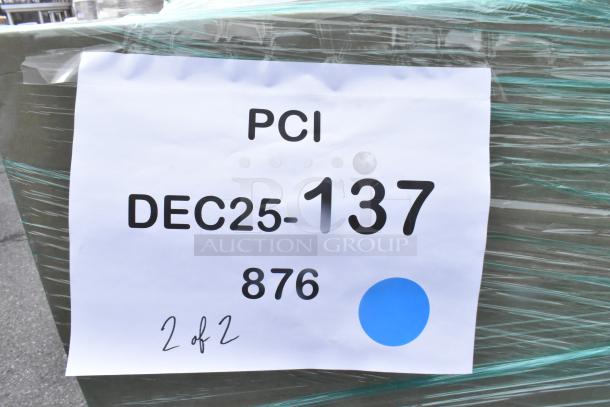 PCI
DEC25-137
AUCTION GROUP
876
2 of 2